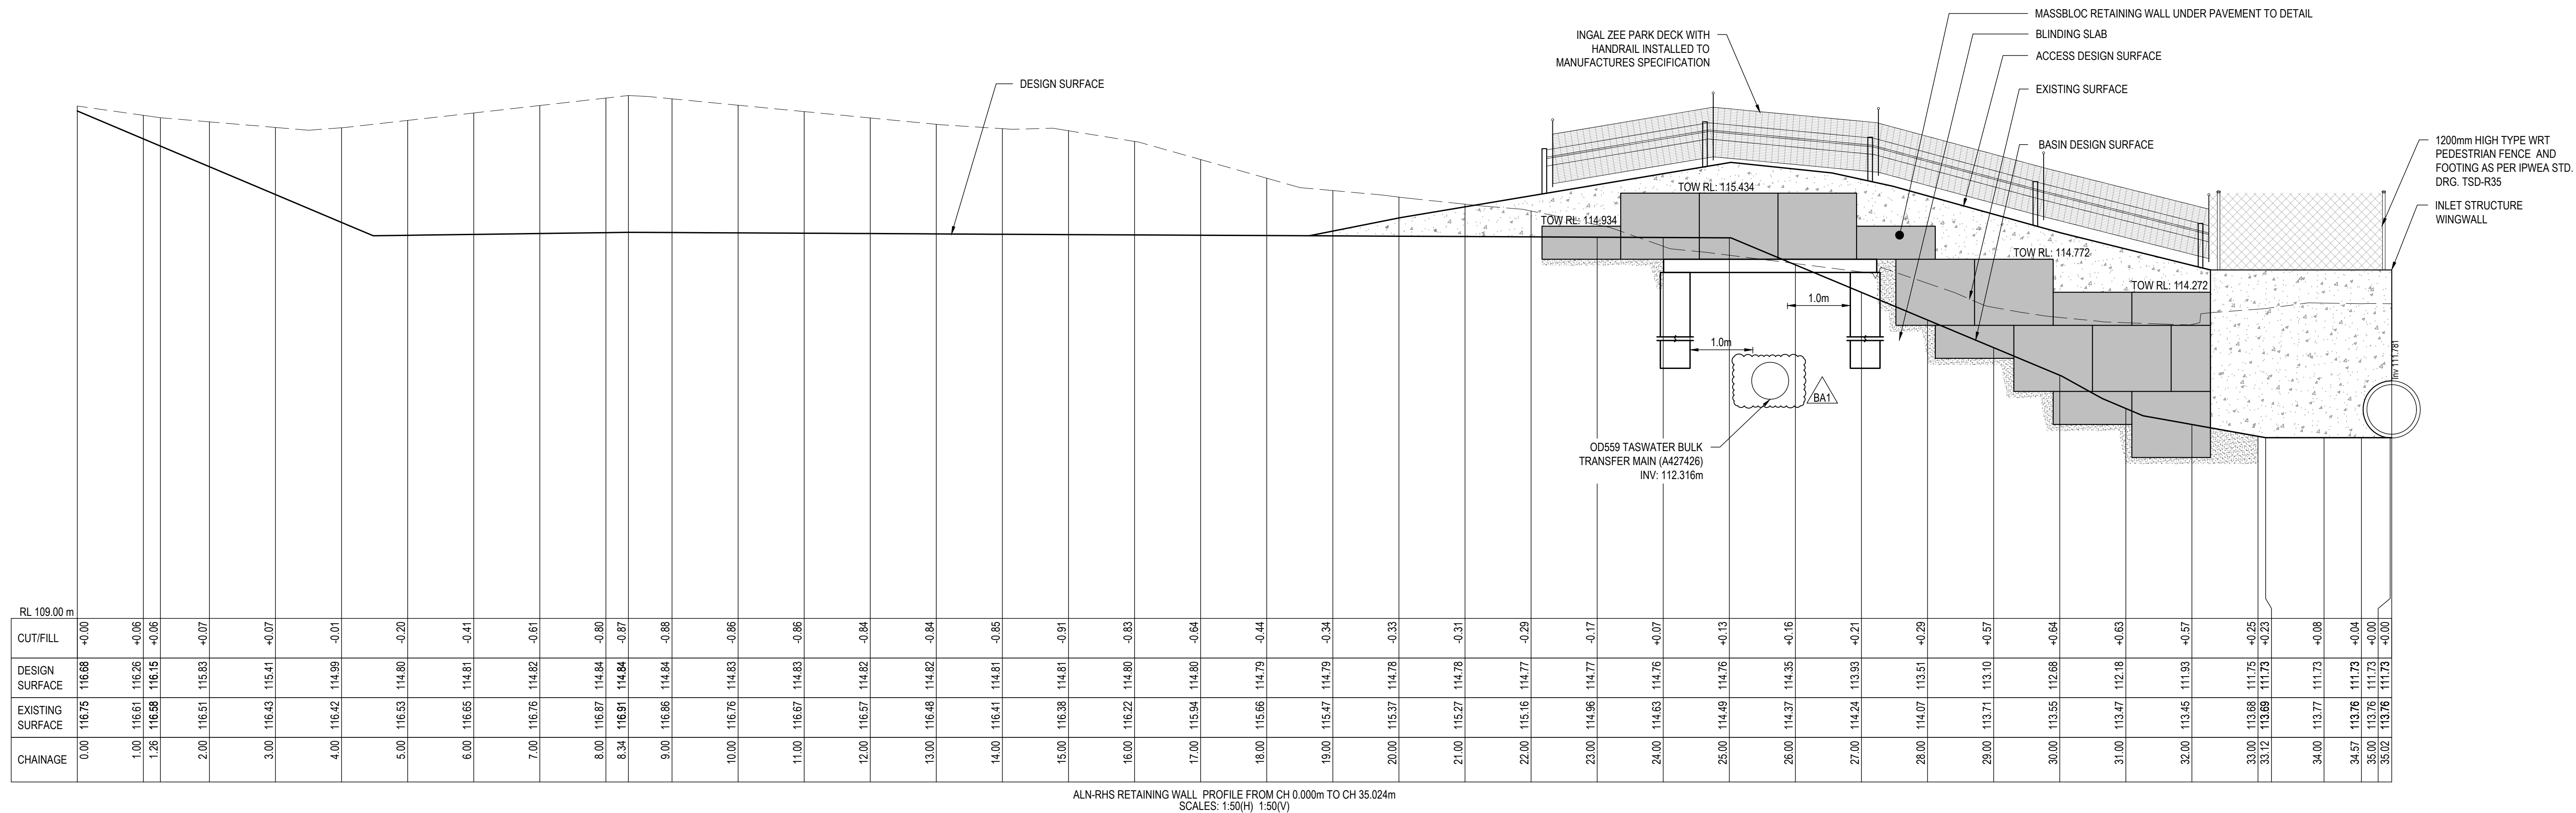 MASSBLOC RETAINING WALL UNDER PAVEMENT TO DETAIL
BLINDING SLAB
ACCESS DESIGN SURFACE
EXISTING SURFACE
BASIN DESIGN SURFACE
INGAL ZEE PARK DECK WITH
HANDRAIL INSTALLED TO
MANUFACTURES SPECIFICATION
DESIGN SURFACE
1200mm HIGH TYPE WRT
PEDESTRIAN FENCE AND
FOOTING AS PER IPWEA STD.
DRG. TSD-R35
INLET STRUCTURE
WINGWALL
TOW RL: 115.434
TOW RL: 114.934
TOW RL: 114.772
TOW RL: 114.272
1.0m
1.0m
Inv 111.781
BA1
OD559 TASWATER BULK
TRANSFER MAIN (A427426)
INV: 112.316m
RL 109.00 m
CUT/FILL +0.00 +0.06 +0.06 +0.07 +0.07 -0.01 -0.20 -0.41 -0.61 -0.80 -0.87 -0.88 -0.86 -0.86 -0.84 -0.84 -0.85 -0.91 -0.83 -0.64 -0.44 -0.34 -0.33 -0.31 -0.29 -0.17 +0.07 +0.13 +0.16 +0.21 +0.29 +0.57 +0.64 +0.63 +0.57 +0.25 +0.23 +0.08 +0.04 +0.00 +0.00
DESIGN
SURFACE 116.68 116.26 116.15 115.83 115.41 114.99 114.80 114.81 114.82 114.84 114.84 114.84 114.83 114.83 114.82 114.82 114.81 114.81 114.80 114.80 114.79 114.79 114.78 114.78 114.77 114.77 114.76 114.76 114.35 113.93 113.51 113.10 112.68 112.18 111.93 111.75 111.73 111.73 111.73 111.73 111.73
EXISTING
SURFACE 116.75 116.61 116.58 116.51 116.43 116.42 116.53 116.65 116.76 116.87 116.91 116.86 116.76 116.67 116.57 116.48 116.41 116.38 116.22 115.94 115.66 115.47 115.37 115.27 115.16 114.96 114.63 114.49 114.37 114.24 114.07 113.71 113.55 113.47 113.45 113.68 113.69 113.77 113.76 113.76 113.76
CHAINAGE 0.00 1.00 1.26 2.00 3.00 4.00 5.00 6.00 7.00 8.00 8.34 9.00 10.00 11.00 12.00 13.00 14.00 15.00 16.00 17.00 18.00 19.00 20.00 21.00 22.00 23.00 24.00 25.00 26.00 27.00 28.00 29.00 30.00 31.00 32.00 33.00 33.12 34.00 34.57 35.00 35.02
ALN-RHS RETAINING WALL PROFILE FROM CH 0.000m TO CH 35.024m
SCALES: 1:50(H) 1:50(V)